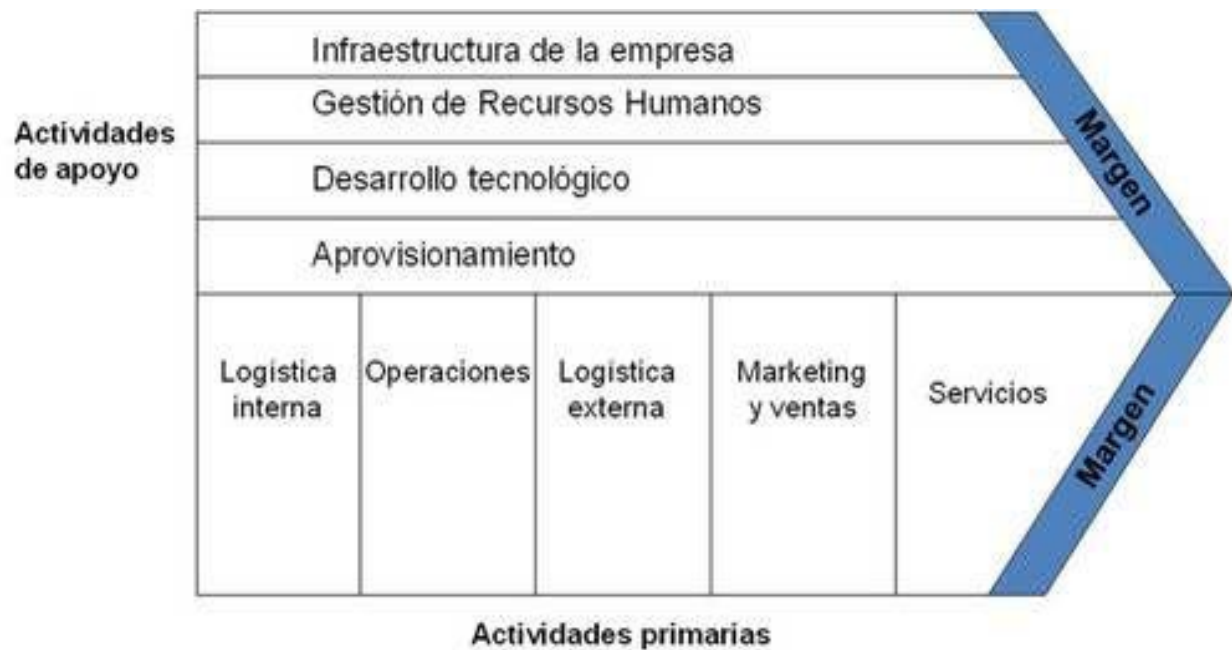 Infraestructura de la empresa
Gestión de Recursos Humanos
Actividades
de apoyo
Desarrollo tecnológico
Aprovisionamiento
Margen
Logística
interna
Operaciones
Logística
externa
Marketing
y ventas
Servicios
Margen
Actividades primarias